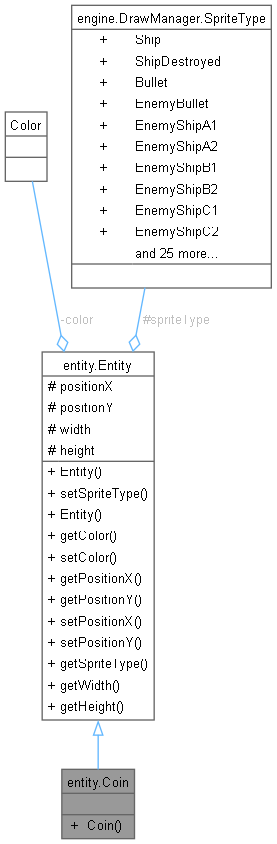 engine.DrawManager.SpriteType
+ Ship
+ ShipDestroyed
+ Bullet
+ EnemyBullet
+ EnemyShipA1
+ EnemyShipA2
+ EnemyShipB1
+ EnemyShipB2
+ EnemyShipC1
+ EnemyShipC2
and 25 more...
Color
-color
#spriteType
entity.Entity
# positionX
# positionY
# width
# height
+ Entity()
+ setSpriteType()
+ Entity()
+ getColor()
+ setColor()
+ getPositionX()
+ getPositionY()
+ setPositionX()
+ setPositionY()
+ getSpriteType()
+ getWidth()
+ getHeight()
entity.Coin
+ Coin()